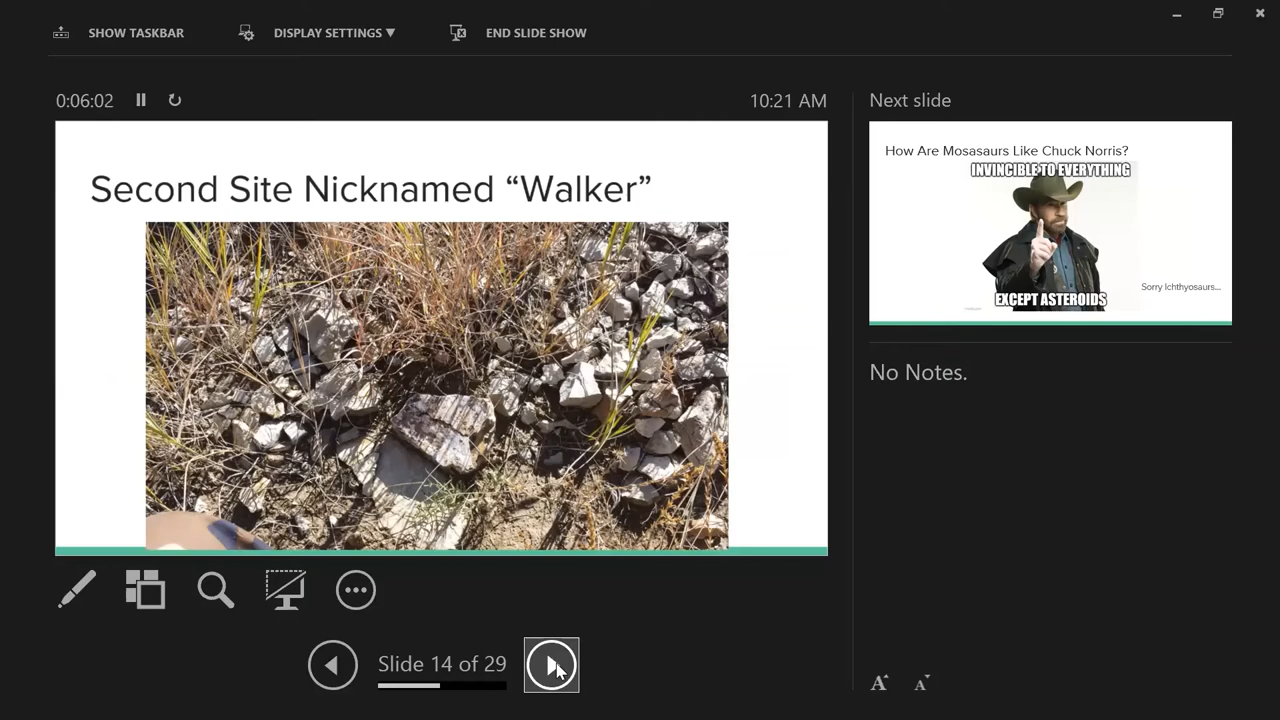 SHOW TASKBAR
DISPLAY SETTINGS ▼
END SLIDE SHOW
0:06:02
10:21 AM
Second Site Nicknamed “Walker”
Slide 14 of 29
Next slide
How Are Mosasaurs Like Chuck Norris?
INVINCIBLE TO EVERYTHING
EXCEPT ASTEROIDS
Sorry Ichthyosaurs...
No Notes.
A A